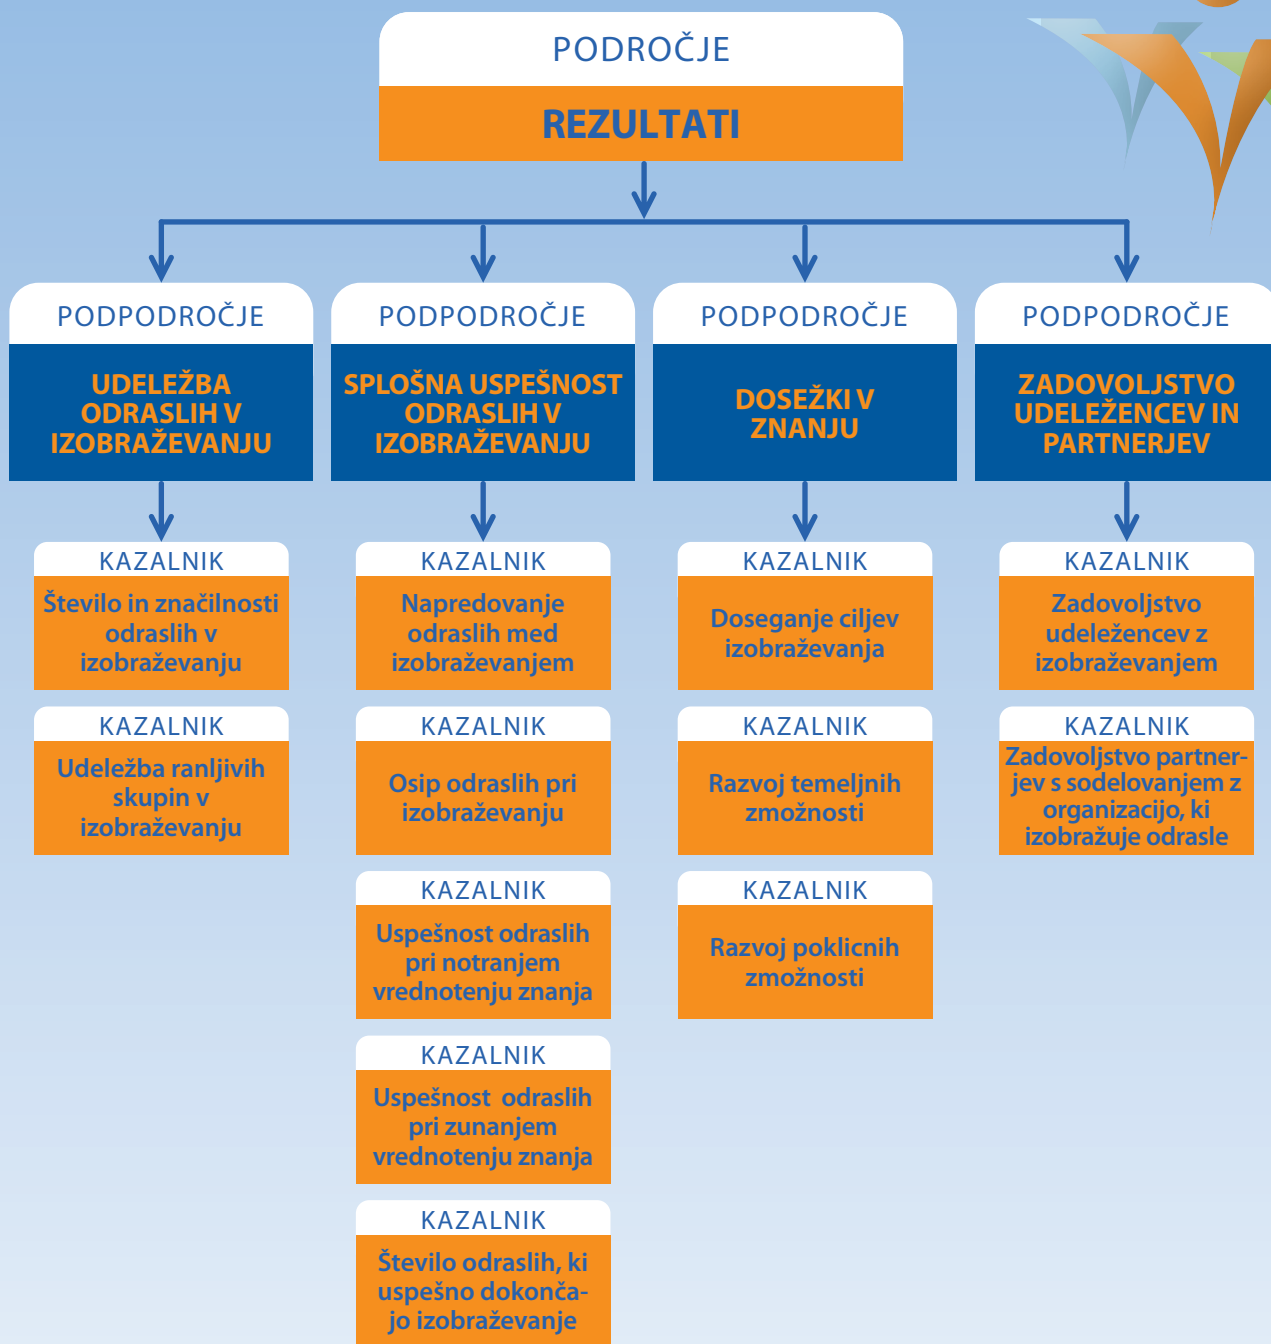 PODROČJE
REZULTATI
PODPODROČJE
UDELEŽBA
ODRASLIH V
IZOBRAŽEVANJU
KAZALNIK
Število in značilnosti
odraslih v
izobraževanju
KAZALNIK
Udeležba ranljivih
skupin v
izobraževanju
PODPODROČJE
SPLOŠNA USPEŠNOST
ODRASLIH V
IZOBRAŽEVANJU
KAZALNIK
Napredovanje
odraslih med
izobraževanjem
KAZALNIK
Osip odraslih pri
izobraževanju
KAZALNIK
Uspešnost odraslih
pri notranjem
vrednotenju znanja
KAZALNIK
Uspešnost odraslih
pri zunanjem
vrednotenju znanja
KAZALNIK
Število odraslih, ki
uspešno dokonča-
jo izobraževanje
PODPODROČJE
DOSEŽKI V
ZNANJU
KAZALNIK
Doseganje ciljev
izobraževanja
KAZALNIK
Razvoj temeljnih
zmožnosti
KAZALNIK
Razvoj poklicnih
zmožnosti
PODPODROČJE
ZADOVOLJSTVO
UDELEŽENCEV IN
PARTNERJEV
KAZALNIK
Zadovoljstvo
udeležencev z
izobraževanjem
KAZALNIK
Zadovoljstvo partner-
jev s sodelovanjem z
organizacijo, ki
izobražuje odrasle